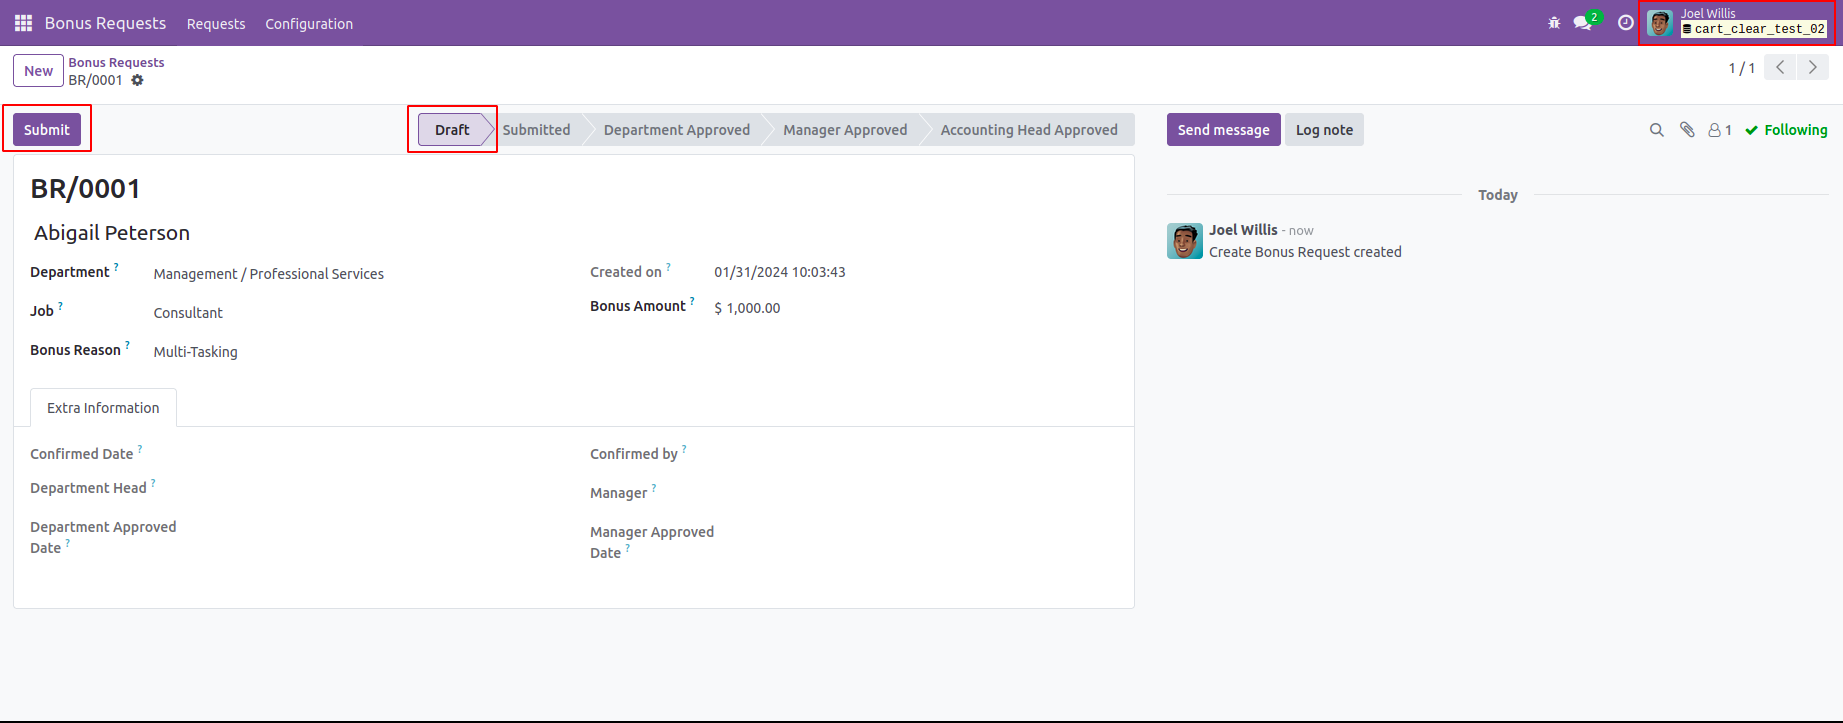 Bonus Requests Requests Configuration
2
Joel Willis
cart_clear_test_02
New
Bonus Requests
BR/0001
1 / 1
Submit
Draft Submitted Department Approved Manager Approved Accounting Head Approved
Send message Log note
1 Following
BR/0001
Abigail Peterson
Department ? Management / Professional Services
Job ? Consultant
Bonus Reason ? Multi-Tasking
Created on ? 01/31/2024 10:03:43
Bonus Amount ? $ 1,000.00
Extra Information
Confirmed Date ?
Department Head ?
Department Approved
Date ?
Confirmed by ?
Manager ?
Manager Approved
Date ?
Today
Joel Willis - now
Create Bonus Request created